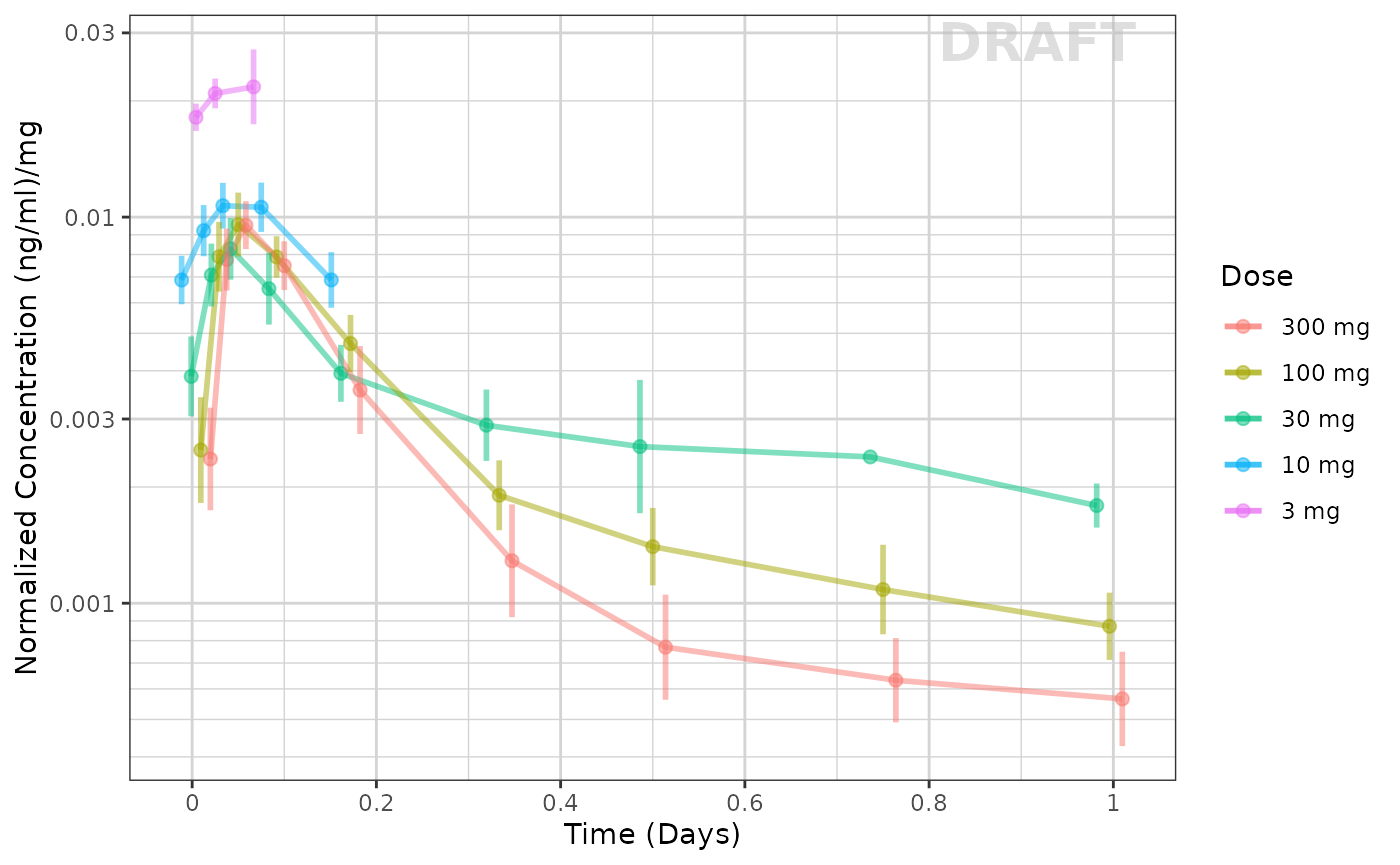 DRAFT
Normalized Concentration (ng/ml)/mg
0.03
0.01
0.003
0.001
0
0.2
0.4
0.6
0.8
1
Time (Days)
Dose
300 mg
100 mg
30 mg
10 mg
3 mg